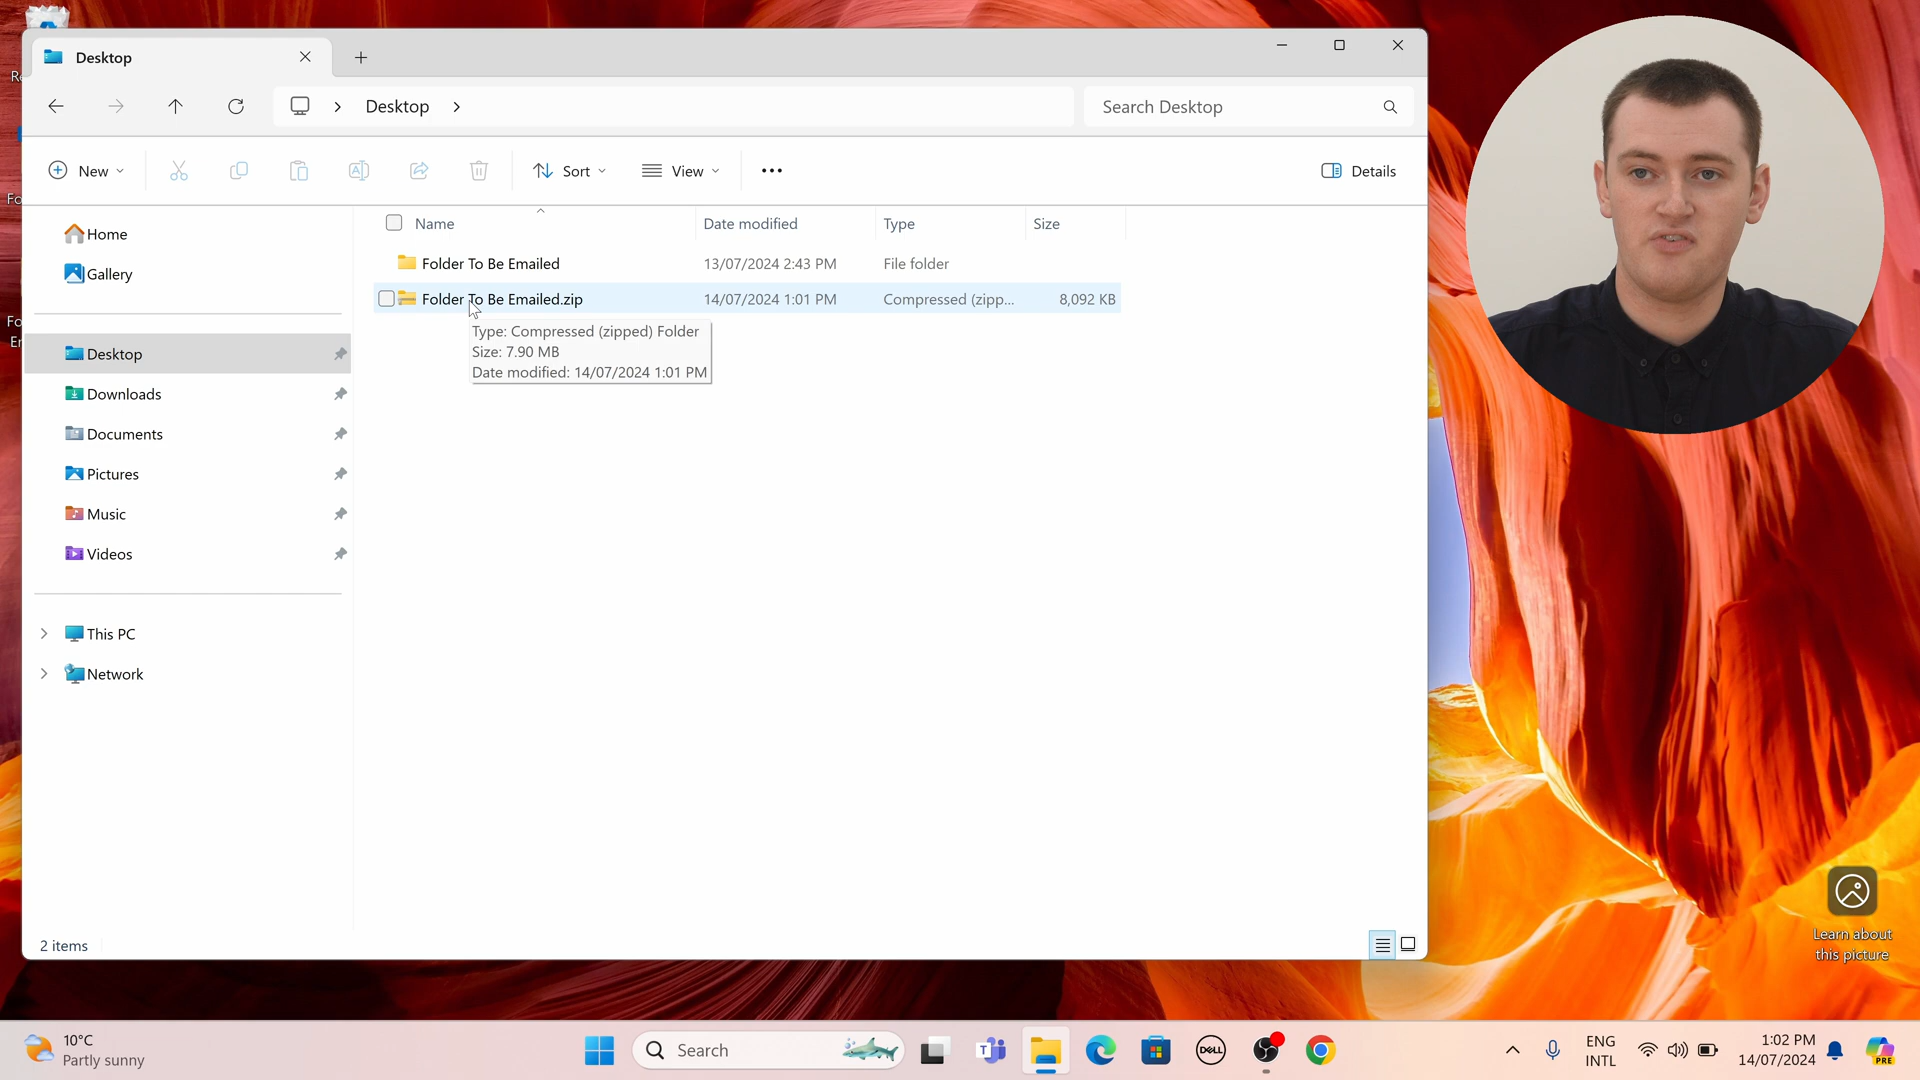 Desktop
Desktop
Search Desktop
New
Sort
View
Details
Name
Date modified
Type
Size
Folder To Be Emailed
13/07/2024 2:43 PM
File folder
Folder To Be Emailed.zip
14/07/2024 1:01 PM
Compressed (zipp...
8,092 KB
Type: Compressed (zipped) Folder
Size: 7.90 MB
Date modified: 14/07/2024 1:01 PM
Home
Gallery
Desktop
Downloads
Documents
Pictures
Music
Videos
This PC
Network
2 items
Learn about
this picture
10°C
Partly sunny
Search
DELL
ENG
INTL
1:02 PM
14/07/2024
PRE